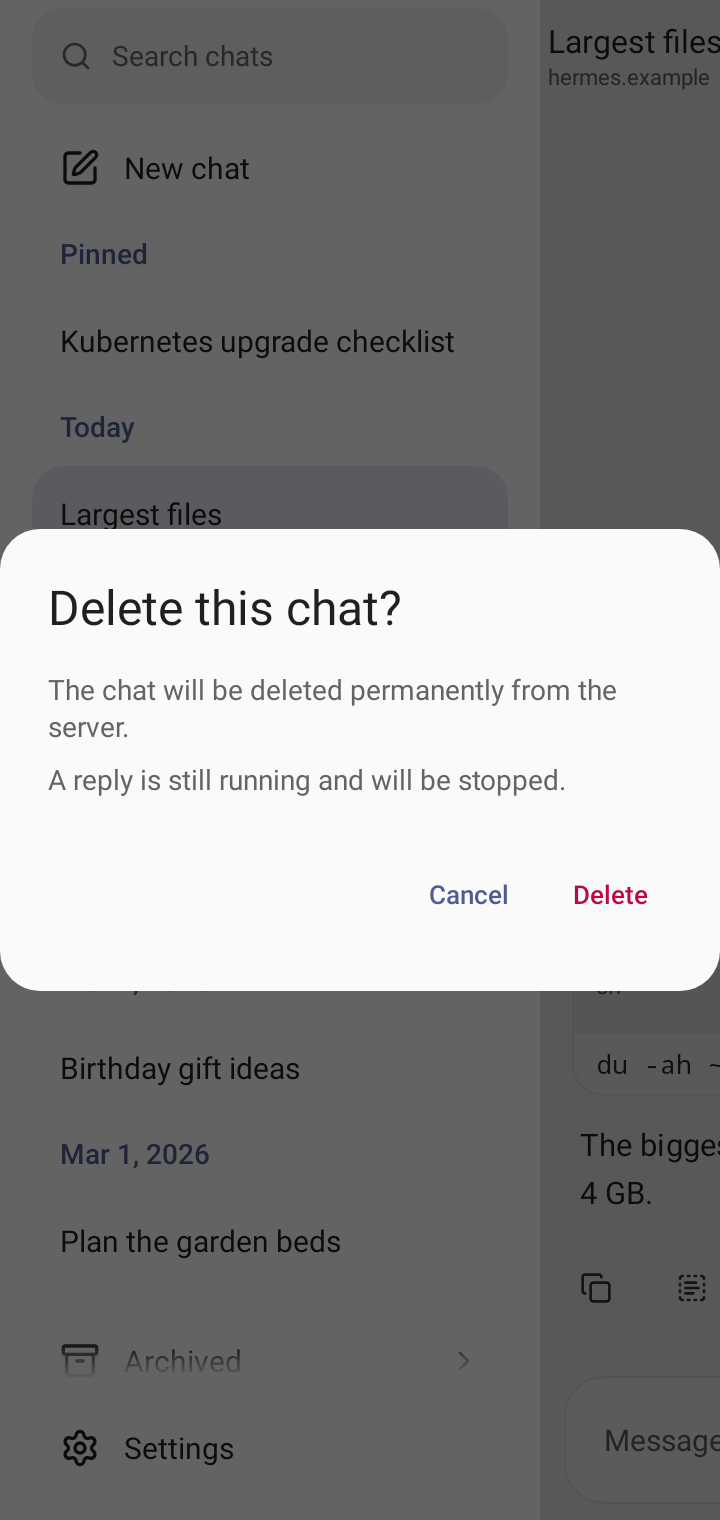 Search chats
Largest files
hermes.example
New chat
Pinned
Kubernetes upgrade checklist
Today
Largest files
Delete this chat?
The chat will be deleted permanently from the
server.
A reply is still running and will be stopped.
Cancel
Delete
Birthday gift ideas
du -ah ~
Mar 1, 2026
The
4 GB.
Plan the garden beds
Archived
Message
Settings